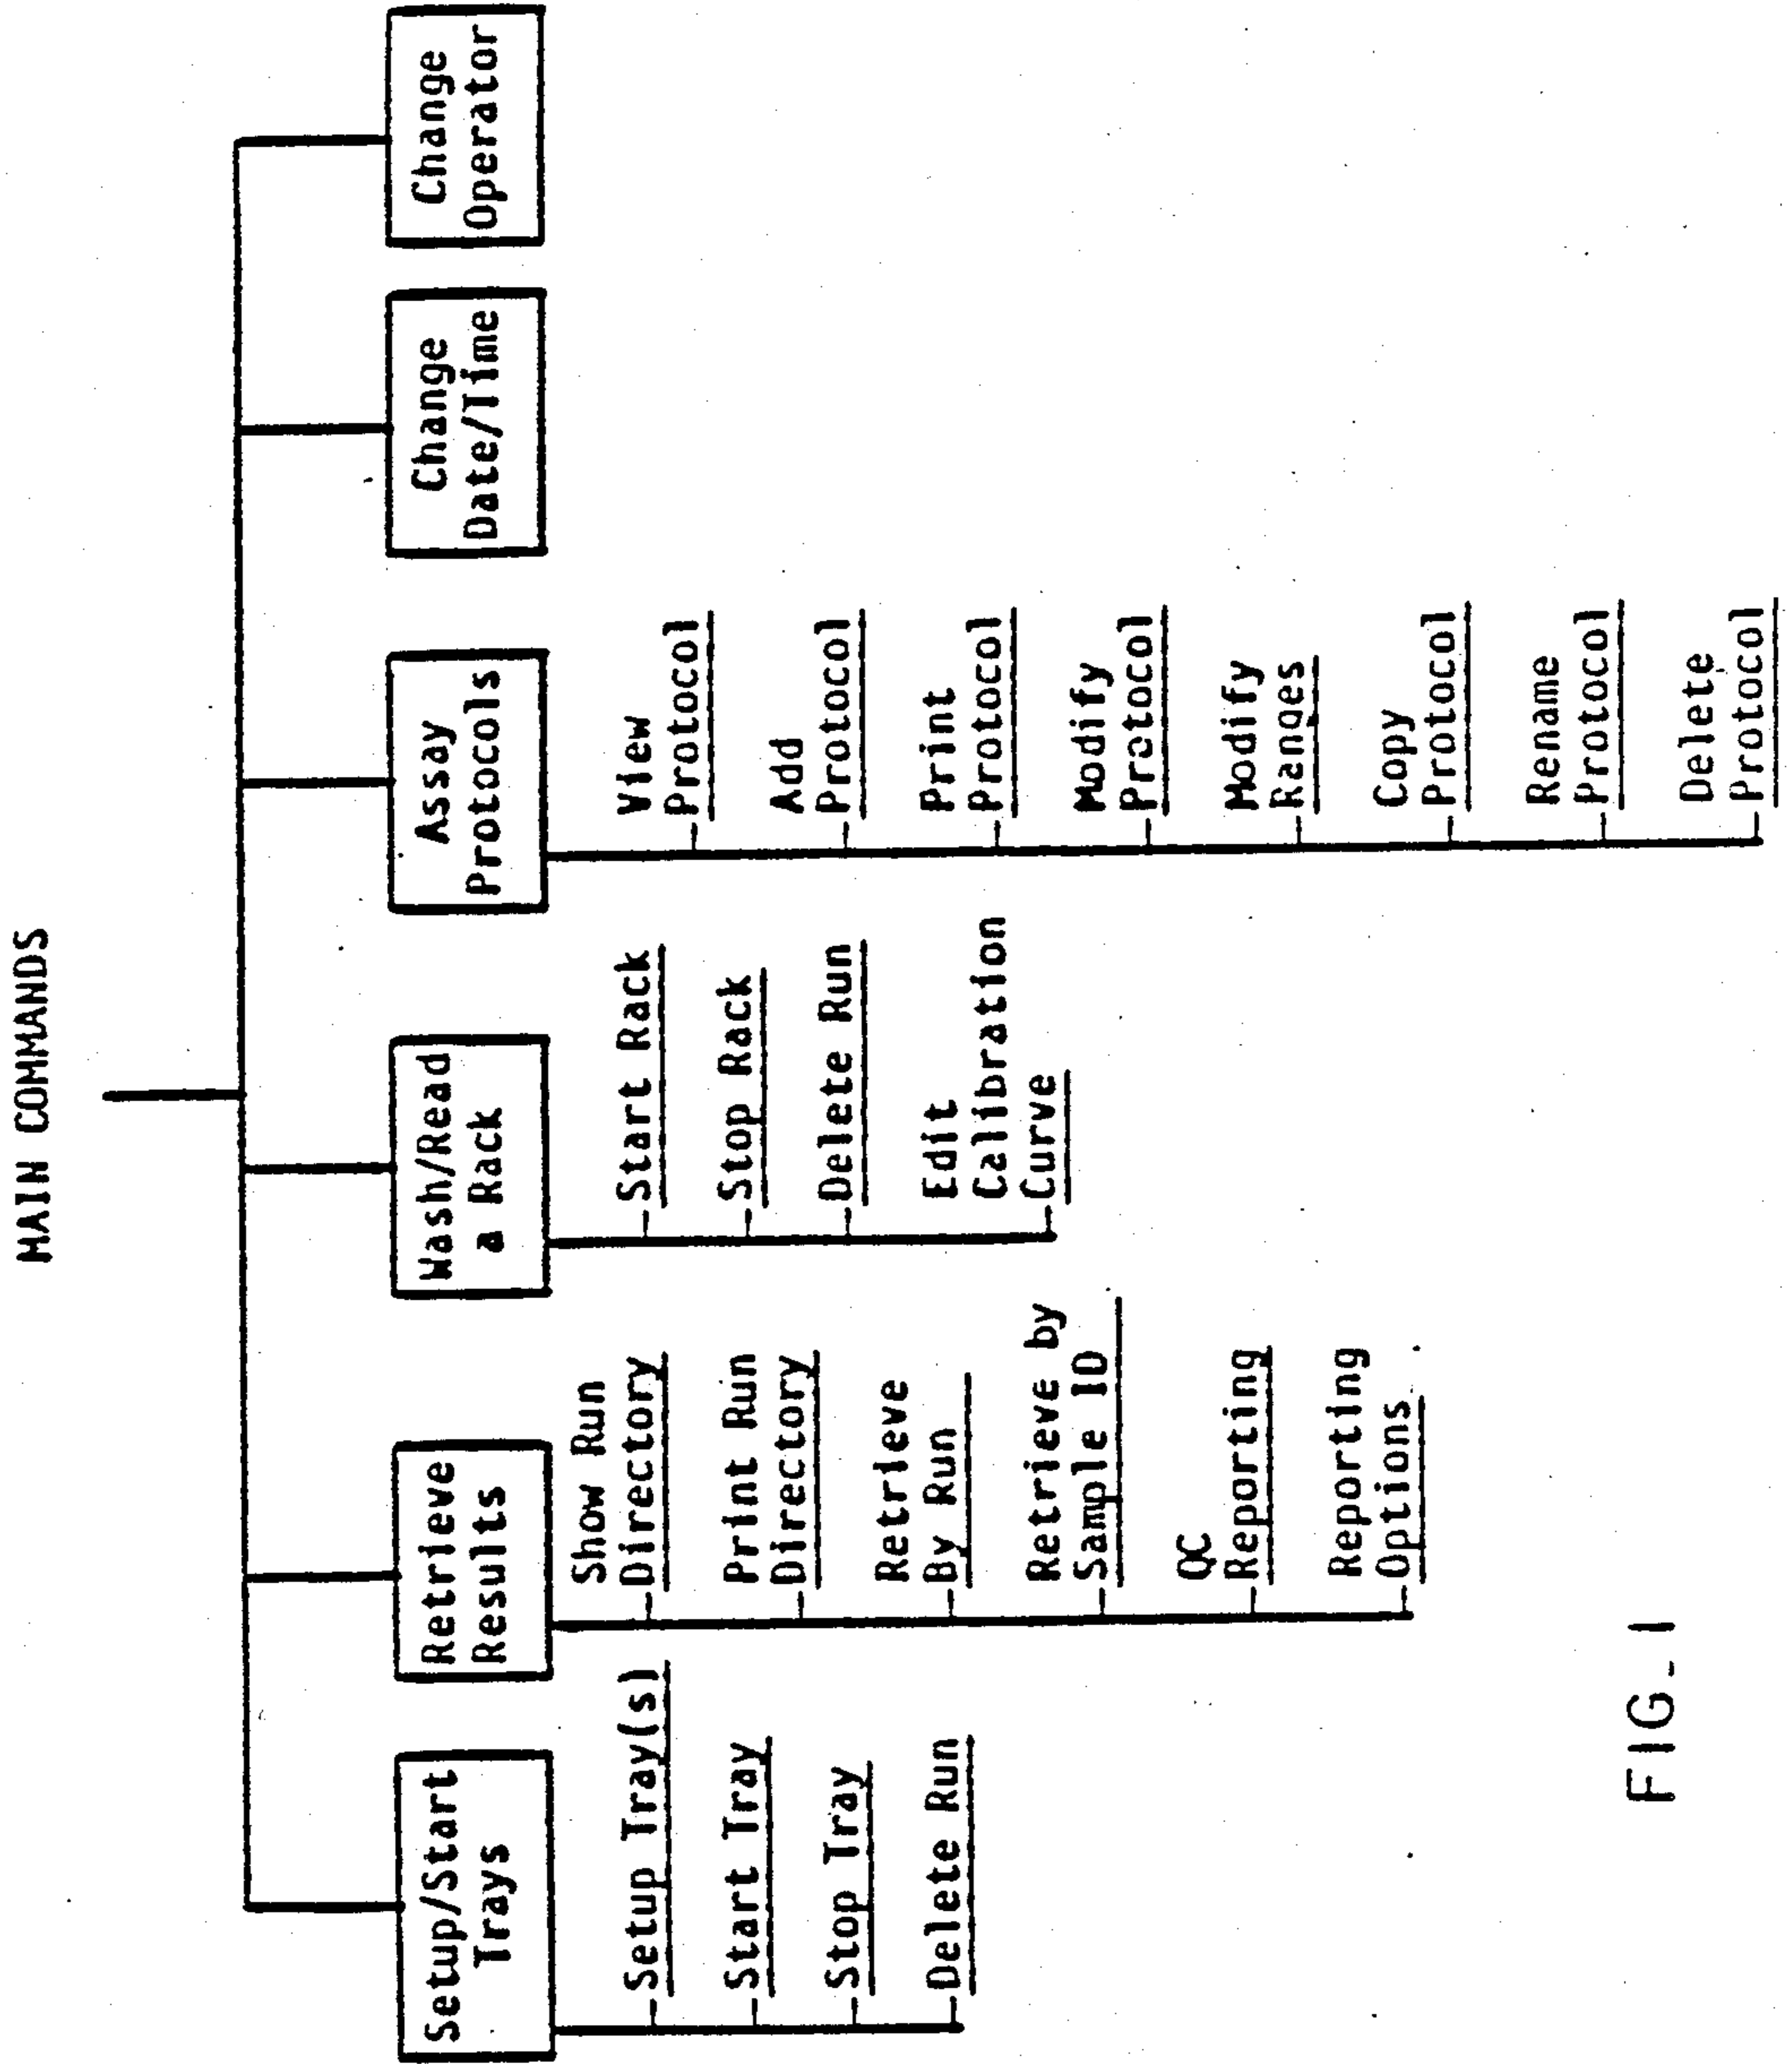 MAIN COMMANDS
Setup/Start
Trays
Setup Tray(s)
Start Tray
Stop Tray
Delete Run
Retrieve
Results
Show Run
Directory
Print Run
Directory
Retrieve
By Run
Retrieve by
Sample ID
QC
Reporting
Reporting
Options
Wash/Read
a Rack
Start Rack
Stop Rack
Delete Run
Edit
Calibration
Curve
Assay
Protocols
View
Protocol
Add
Protocol
Print
Protocol
Modify
Protocol
Modify
Ranges
Copy
Protocol
Rename
Protocol
Delete
Protocol
Change
Date/Time
Change
Operator
FIG_1